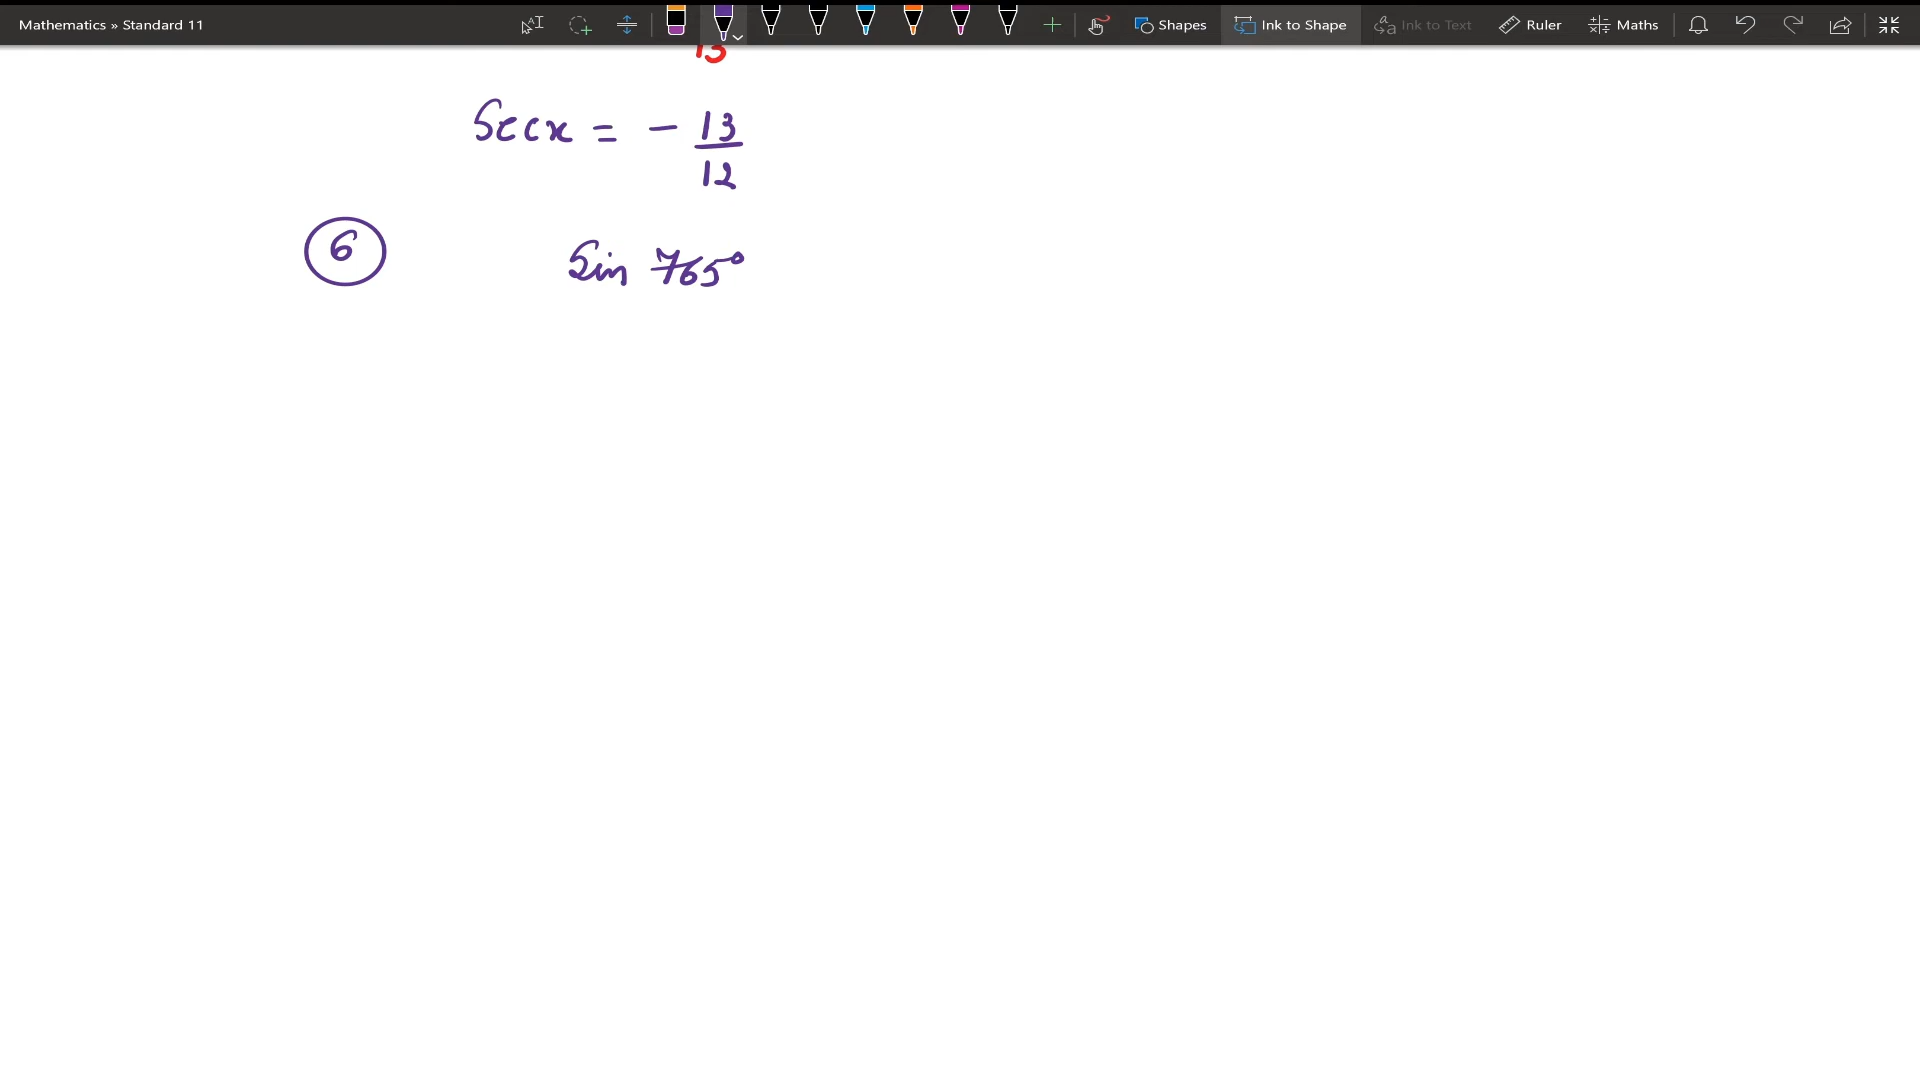 Mathematics » Standard 11
Shapes
Ink to Shape
Ink to Text
Ruler
Maths
13
Secx = - 13/12
6 Sin 765°